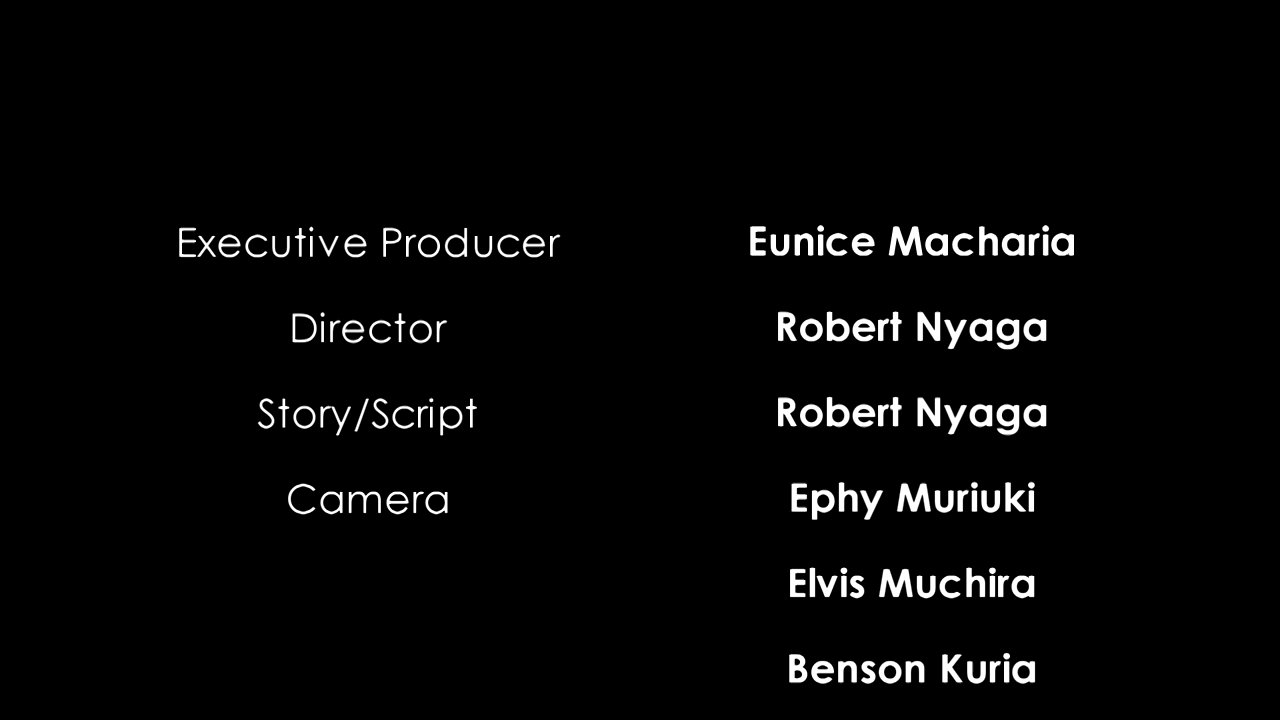 Executive Producer Eunice Macharia
Director Robert Nyaga
Story/Script Robert Nyaga
Camera Ephy Muriuki
Elvis Muchira
Benson Kuria